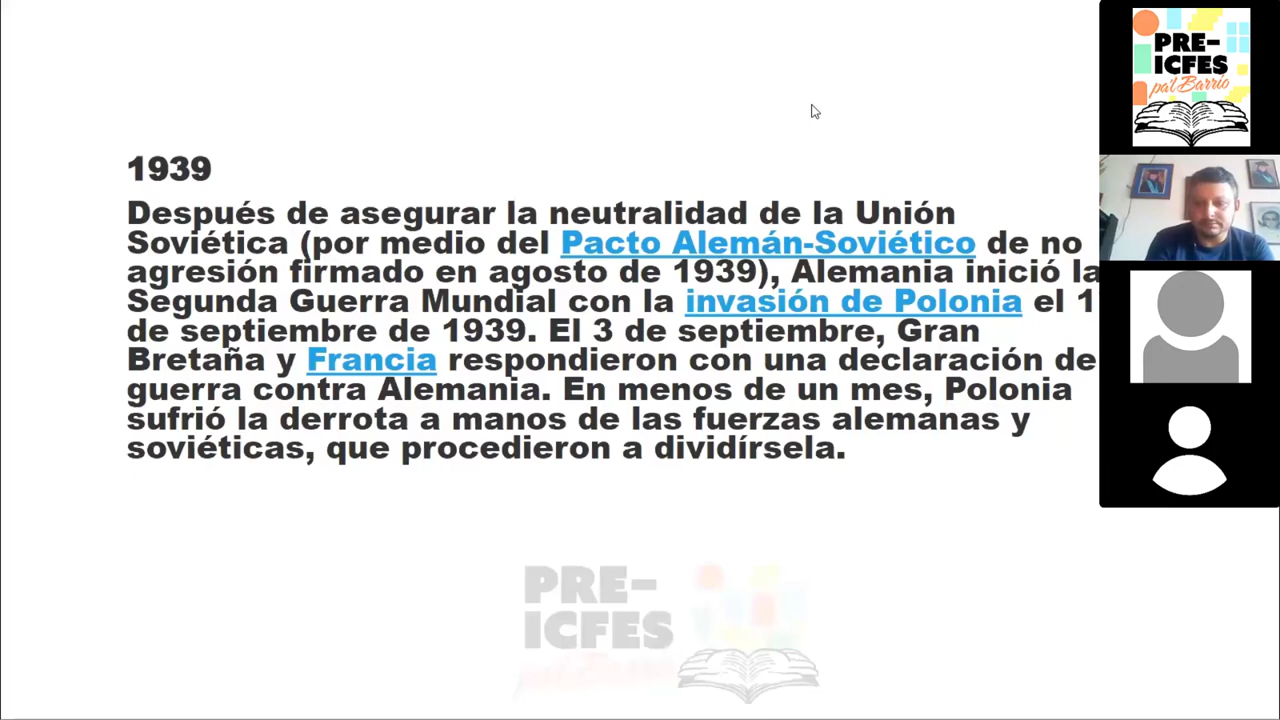 1939
Después de asegurar la neutralidad de la Unión
Soviética (por medio del Pacto Alemán-Soviético de no
agresión firmado en agosto de 1939), Alemania inició la
Segunda Guerra Mundial con la invasión de Polonia el 1
de septiembre de 1939. El 3 de septiembre, Gran
Bretaña y Francia respondieron con una declaración de
guerra contra Alemania. En menos de un mes, Polonia
sufrió la derrota a manos de las fuerzas alemanas y
soviéticas, que procedieron a dividírsela.
PRE-
ICFES
pa'l Barrio
PRE-
ICFES
pa'l Barrio